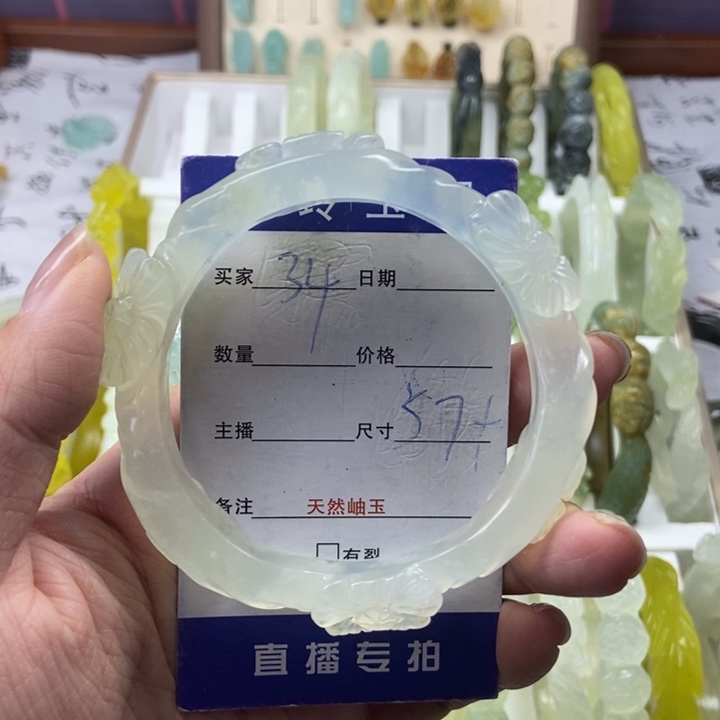 玉
买家 34 日期
数量 价格
主播 尺寸 57+
备注 天然岫玉
有裂
直播专拍